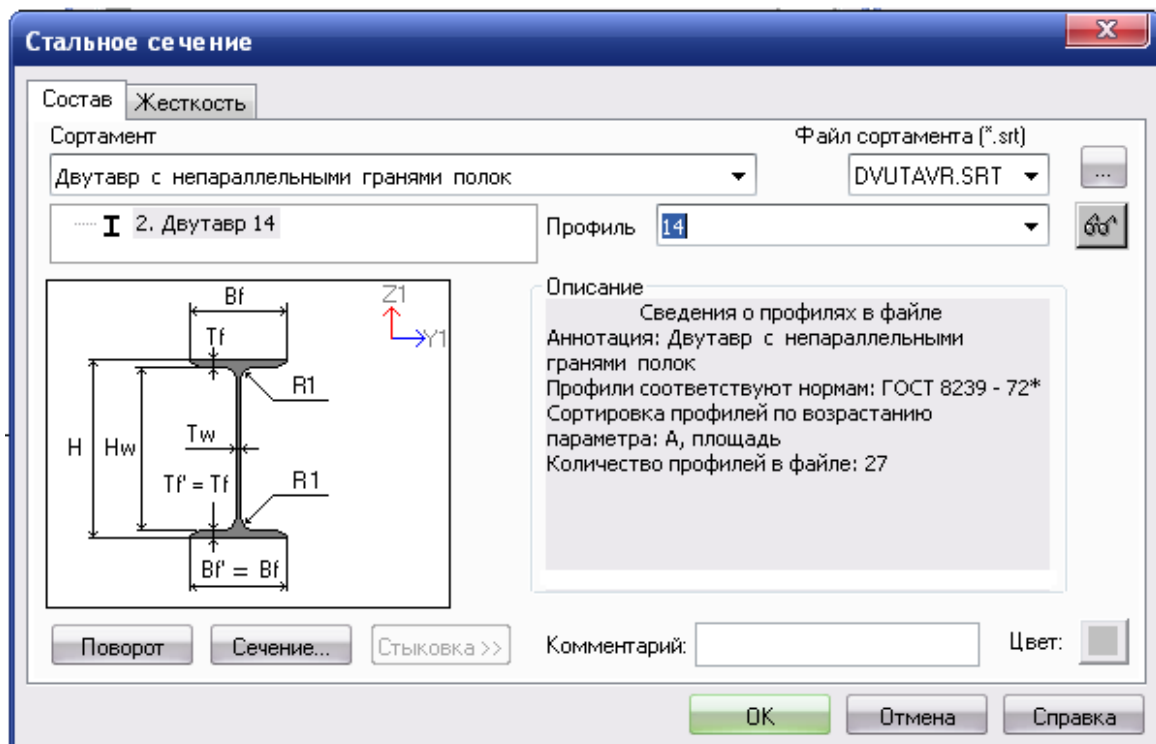 Стальное сечение
X
Состав Жесткость
Сортамент Файл сортамента (*.srt)
Двутавр с непараллельными гранями полок DVUTAVR.SRT ...
2. Двутавр 14 Профиль 14
Описание
Сведения о профилях в файле
Аннотация: Двутавр с непараллельными
гранями полок
Профили соответствуют нормам: ГОСТ 8239 - 72*
Сортировка профилей по возрастанию
параметра: A, площадь
Количество профилей в файле: 27
Bf
Z1
Tf
Y1
R1
H Hw Tw
Tf' = Tf R1
Bf' = Bf
Поворот Сечение... Стыковка >> Комментарий: Цвет:
OK Отмена Справка